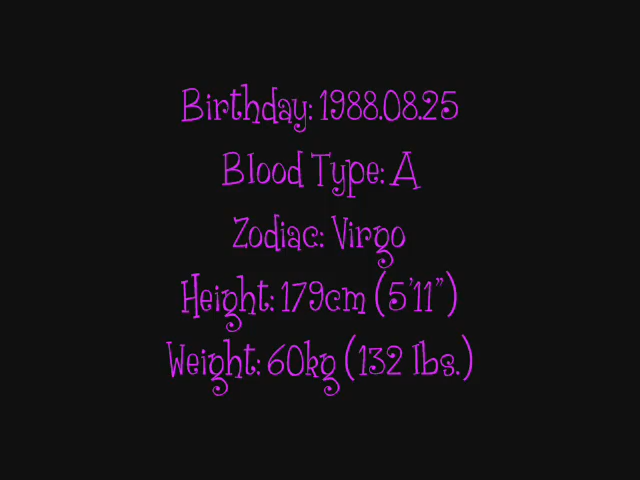 Birthday: 1988.08.25
Blood Type: A
Zodiac: Virgo
Height: 179cm (5'11")
Weight: 60kg (132 lbs.)